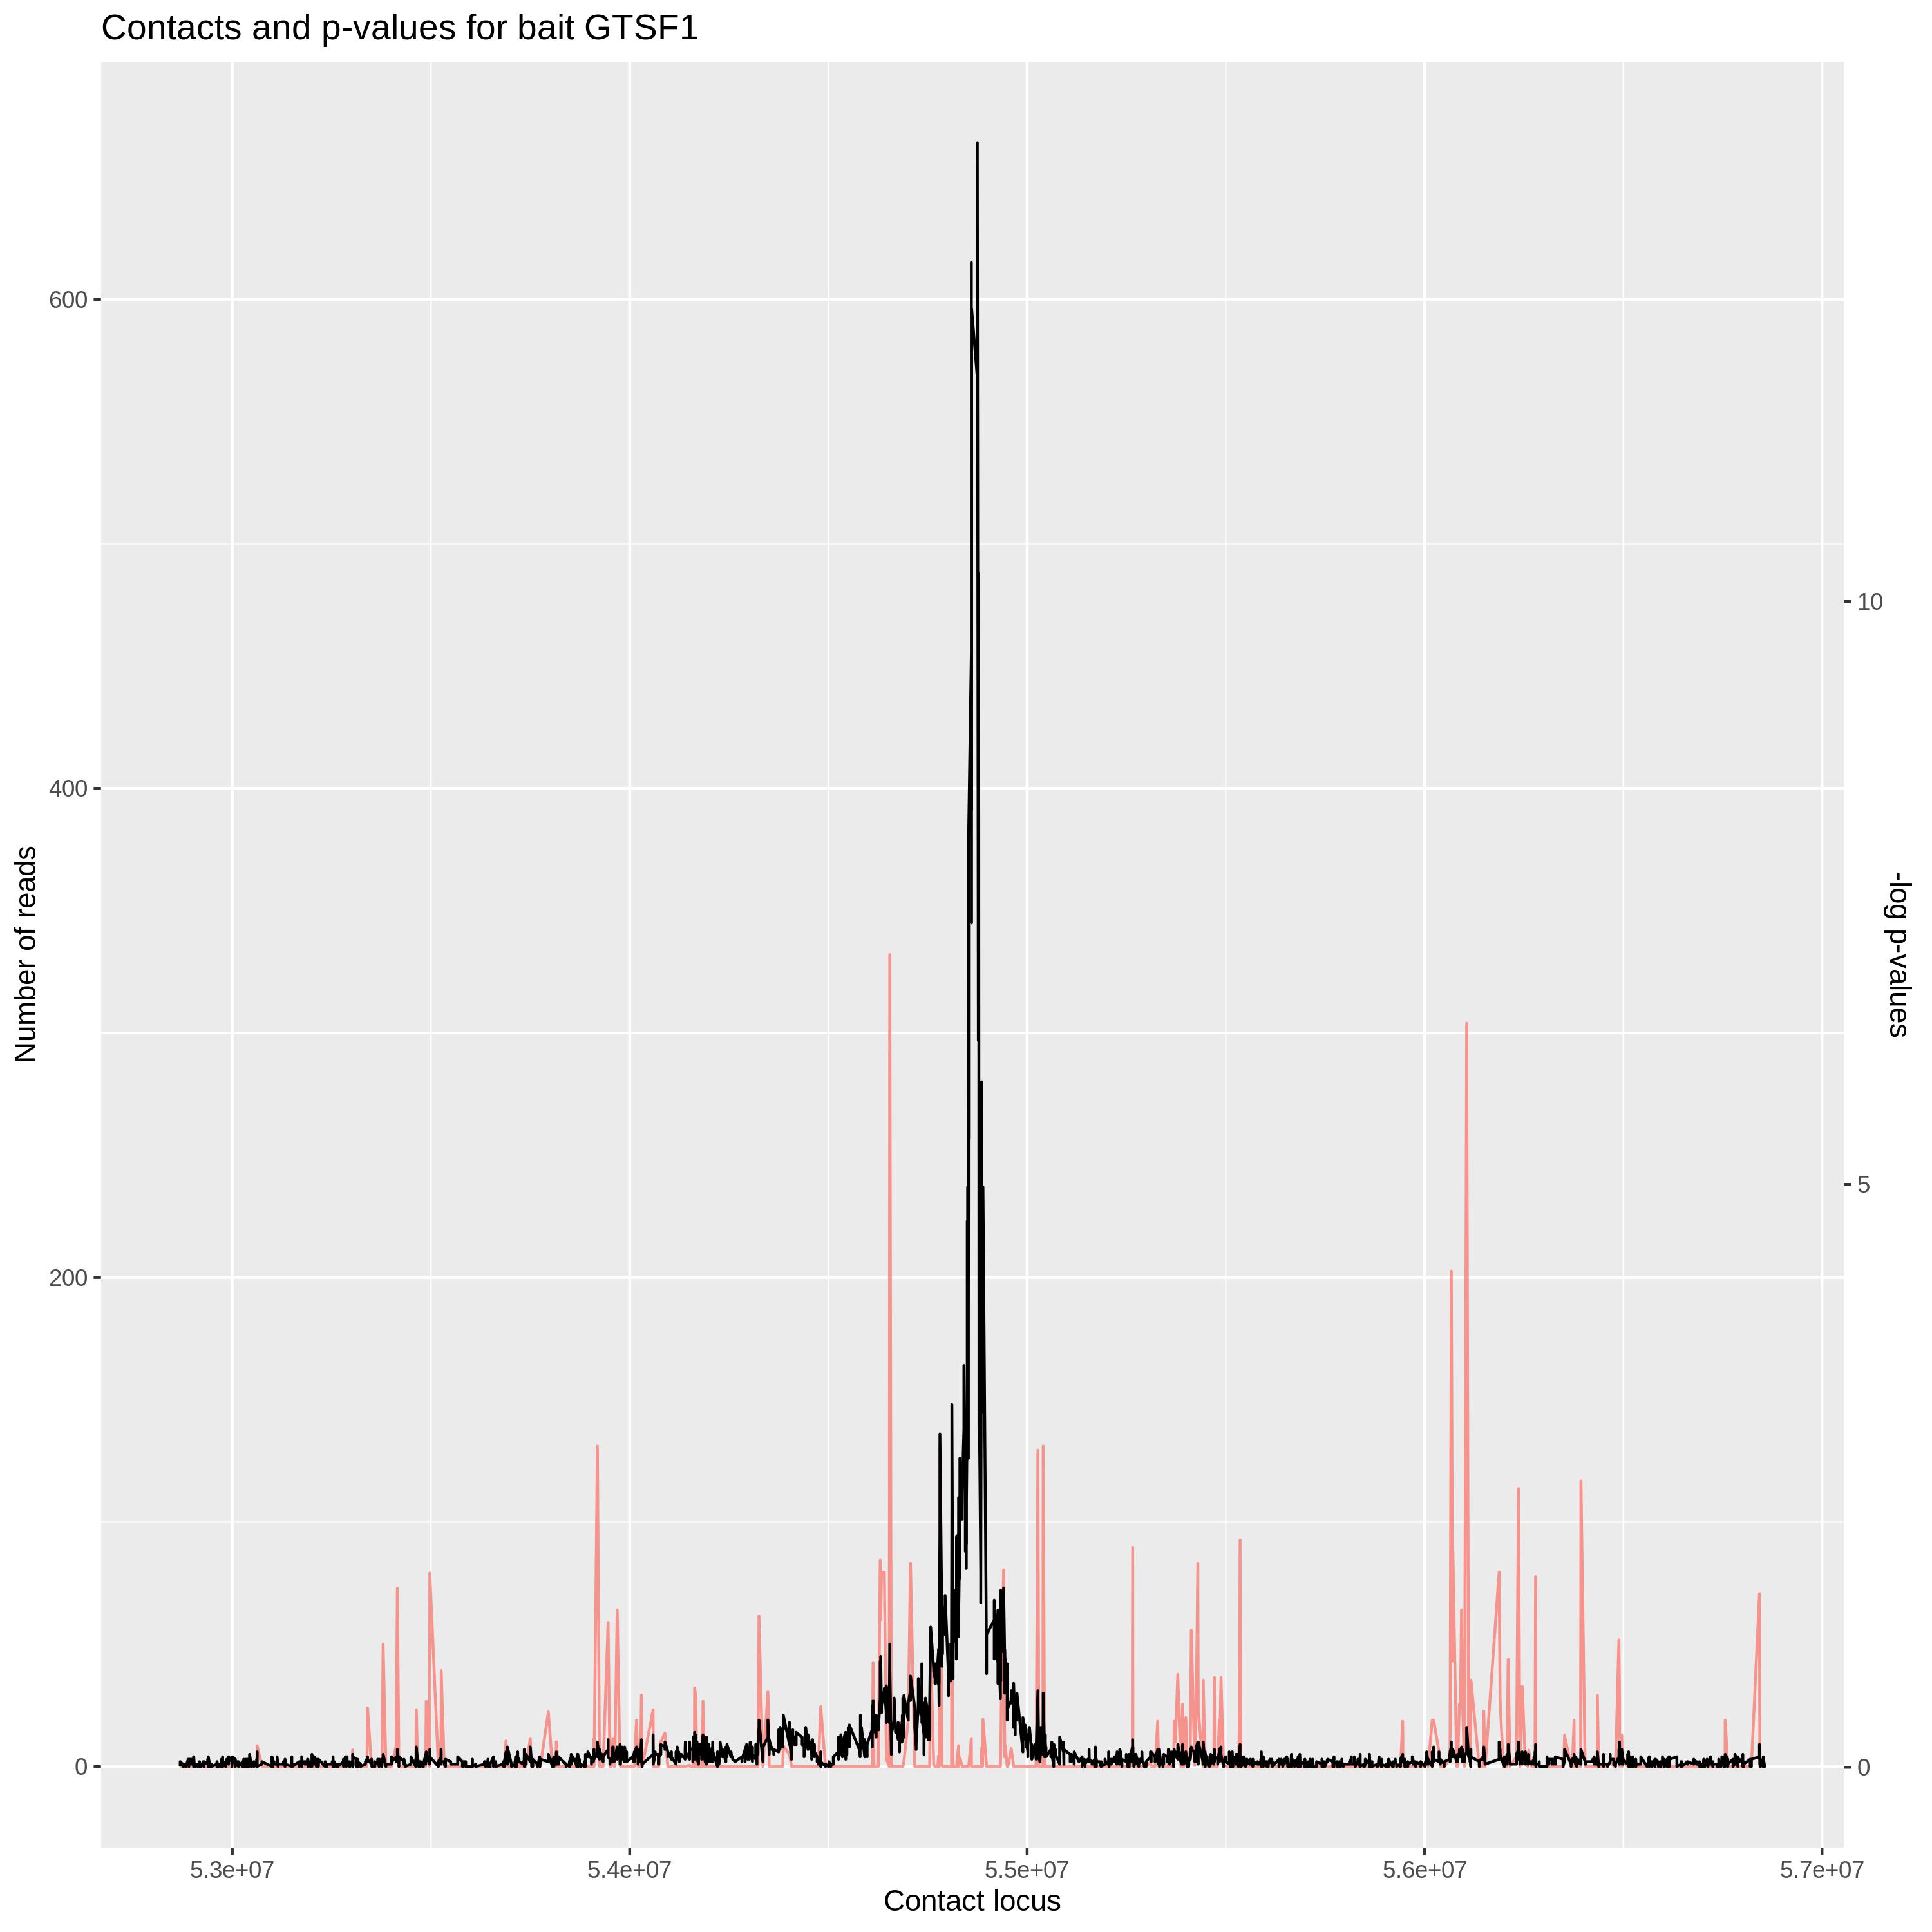 Contacts and p-values for bait GTSF1
600
400
200
0
Number of reads
10
5
0
-log p-values
5.3e+07
5.4e+07
5.5e+07
5.6e+07
5.7e+07
Contact locus